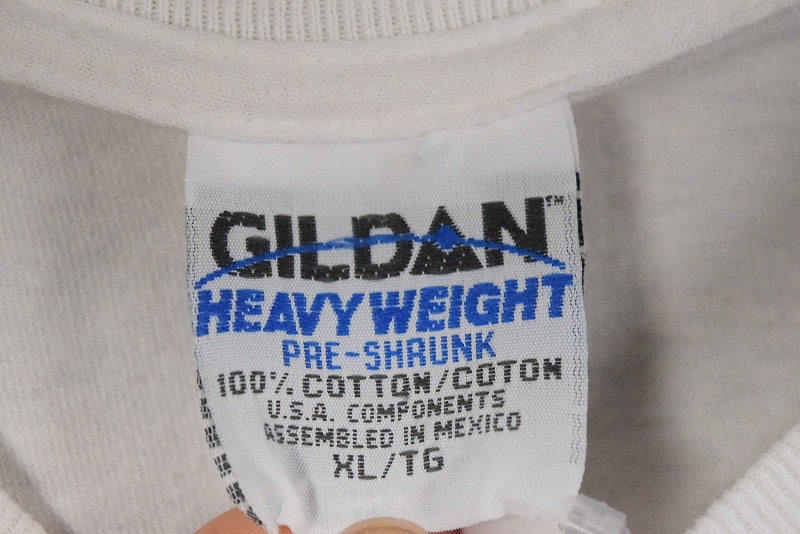 GILDAN™
HEAVY WEIGHT
PRE-SHRUNK
100% COTTON/COTON
U.S.A. COMPONENTS
ASSEMBLED IN MEXICO
XL/TG